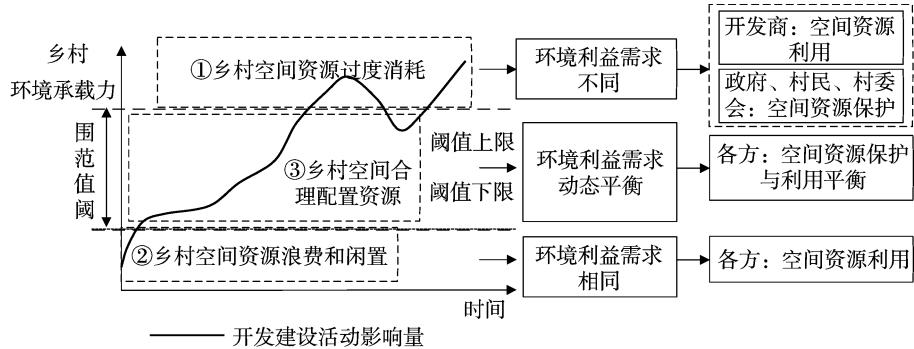 乡村
环境承载力
①乡村空间资源过度消耗
环境利益需求
不同
开发商：空间资源
利用
政府、村民、村委
会：空间资源保护
围
范
值
阈
③乡村空间合
理配置资源
阈值上限
阈值下限
环境利益需求
动态平衡
各方：空间资源保护
与利用平衡
②乡村空间资源浪费和闲置
环境利益需求
相同
各方：空间资源利用
时间
开发建设活动影响量